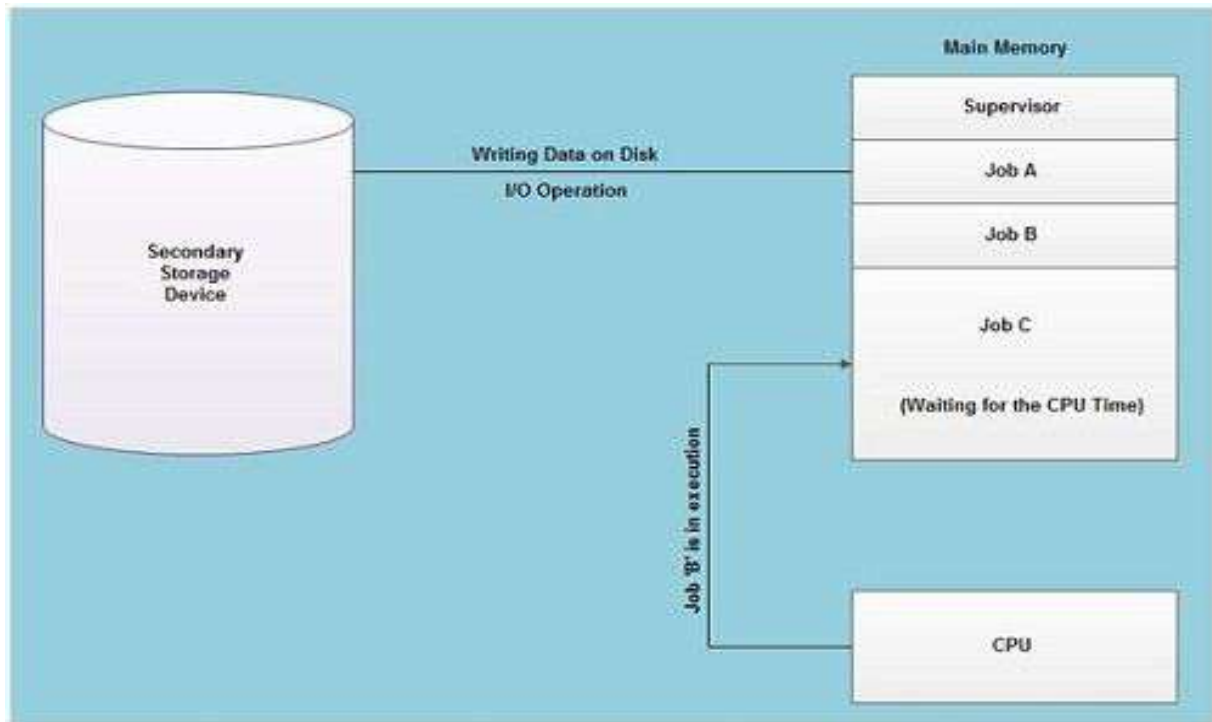 Main Memory
Supervisor
Writing Data on Disk
Job A
I/O Operation
Job B
Secondary
Storage
Device
Job C
(Waiting for the CPU Time)
Job 'B' is in execution
CPU